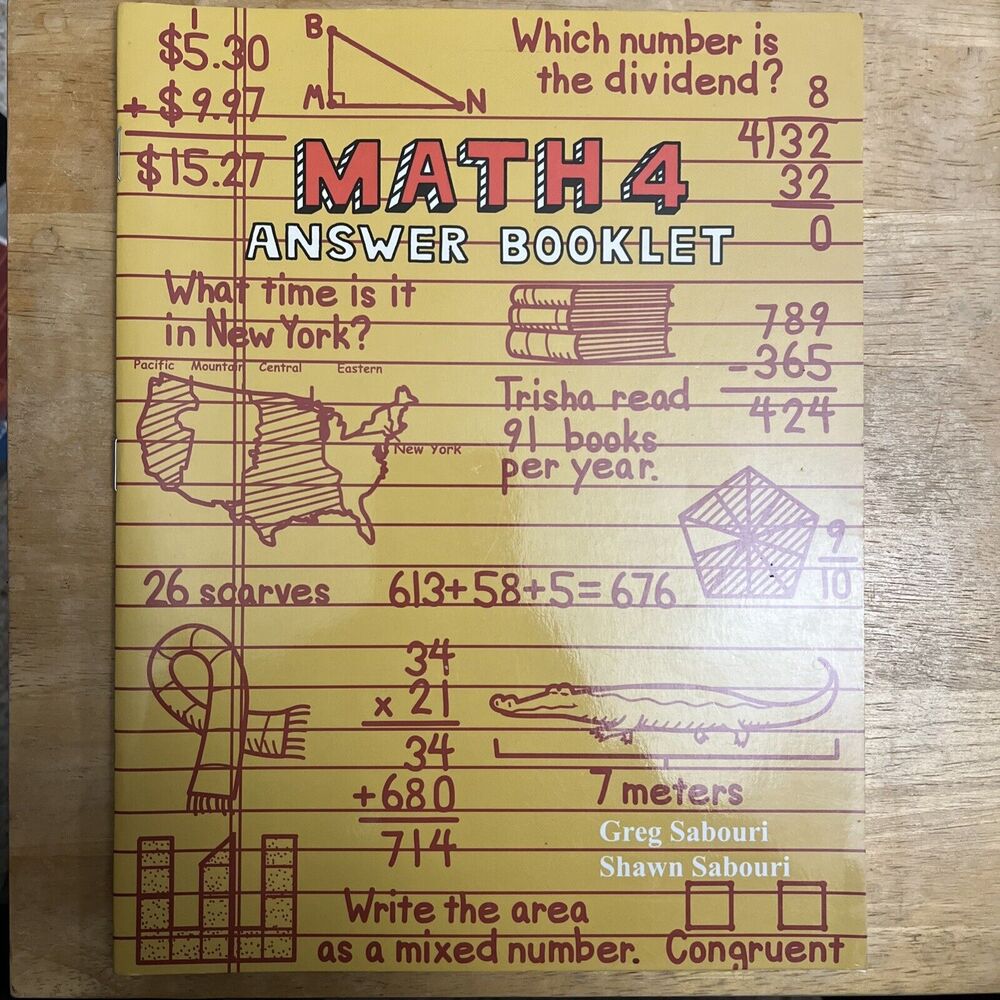 $5.30
1
+ $9.97
$15.27
B
M
N
Which number is
the dividend?
8
4)32
32
0
MATH 4
ANSWER BOOKLET
What time is it
in New York?
Pacific Mountain Central Eastern
New York
Trisha read
91 books
per year.
789
-365
424
9
10
26 scarves
613+58+5=676
34
x 21
34
+680
714
7 meters
Greg Sabouri
Shawn Sabouri
Write the area
as a mixed number.
Congruent